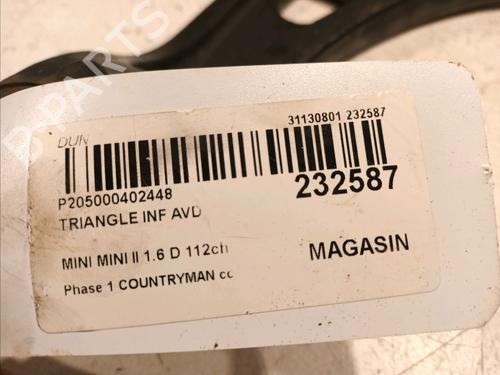 B-PARTS
DUN
31130801 232587
P205000402448
232587
TRIANGLE INF AVD
MINI MINI II 1.6 D 112ch
MAGASIN
Phase 1 COUNTRYMAN cc